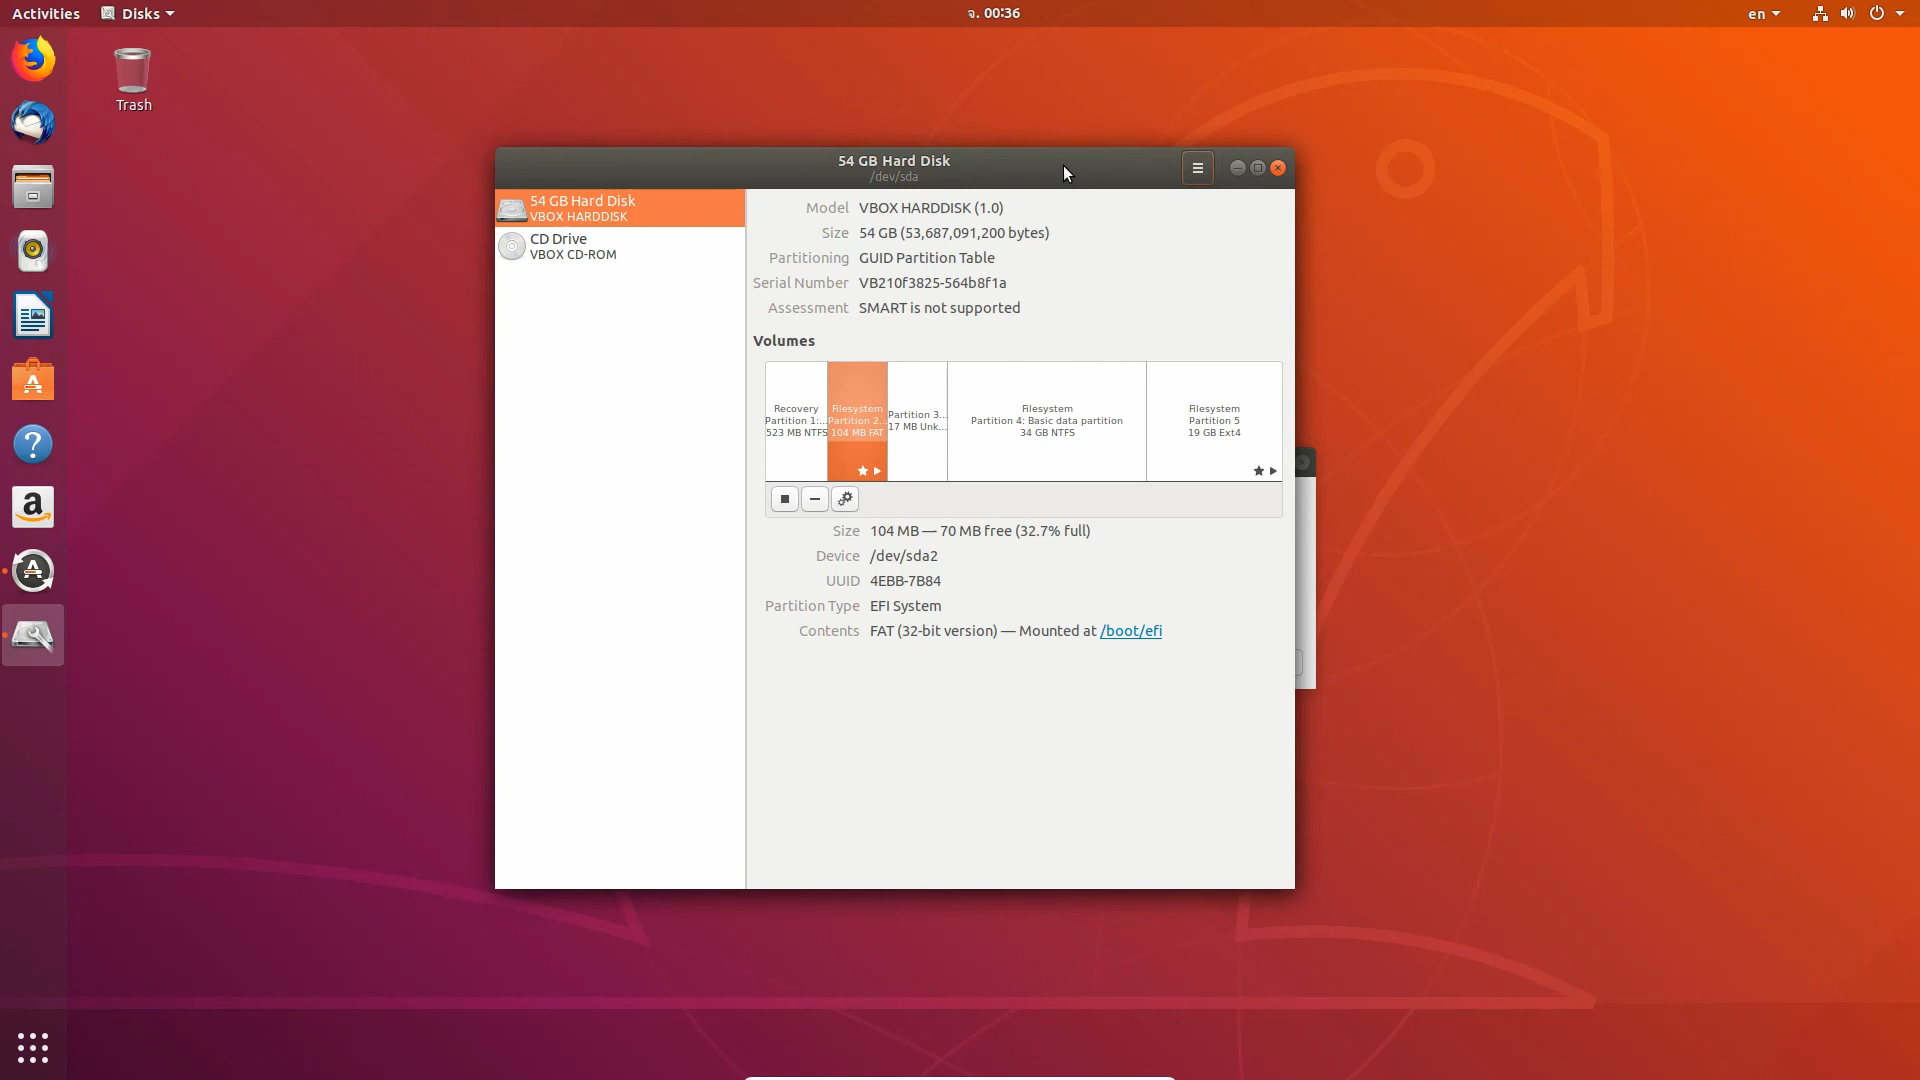 Activities
Disks
จ. 00:36
en
Trash
54 GB Hard Disk
/dev/sda
54 GB Hard Disk
VBOX HARDDISK
CD Drive
VBOX CD-ROM
Model VBOX HARDDISK (1.0)
Size 54 GB (53,687,091,200 bytes)
Partitioning GUID Partition Table
Serial Number VB210f3825-564b8f1a
Assessment SMART is not supported
Volumes
Recovery
Partition 1:...
523 MB NTFS
Filesystem
Partition 2...
104 MB FAT
Partition 3...
17 MB Unk...
Filesystem
Partition 4: Basic data partition
34 GB NTFS
Filesystem
Partition 5
19 GB Ext4
Size 104 MB — 70 MB free (32.7% full)
Device /dev/sda2
UUID 4EBB-7B84
Partition Type EFI System
Contents FAT (32-bit version) — Mounted at /boot/efi